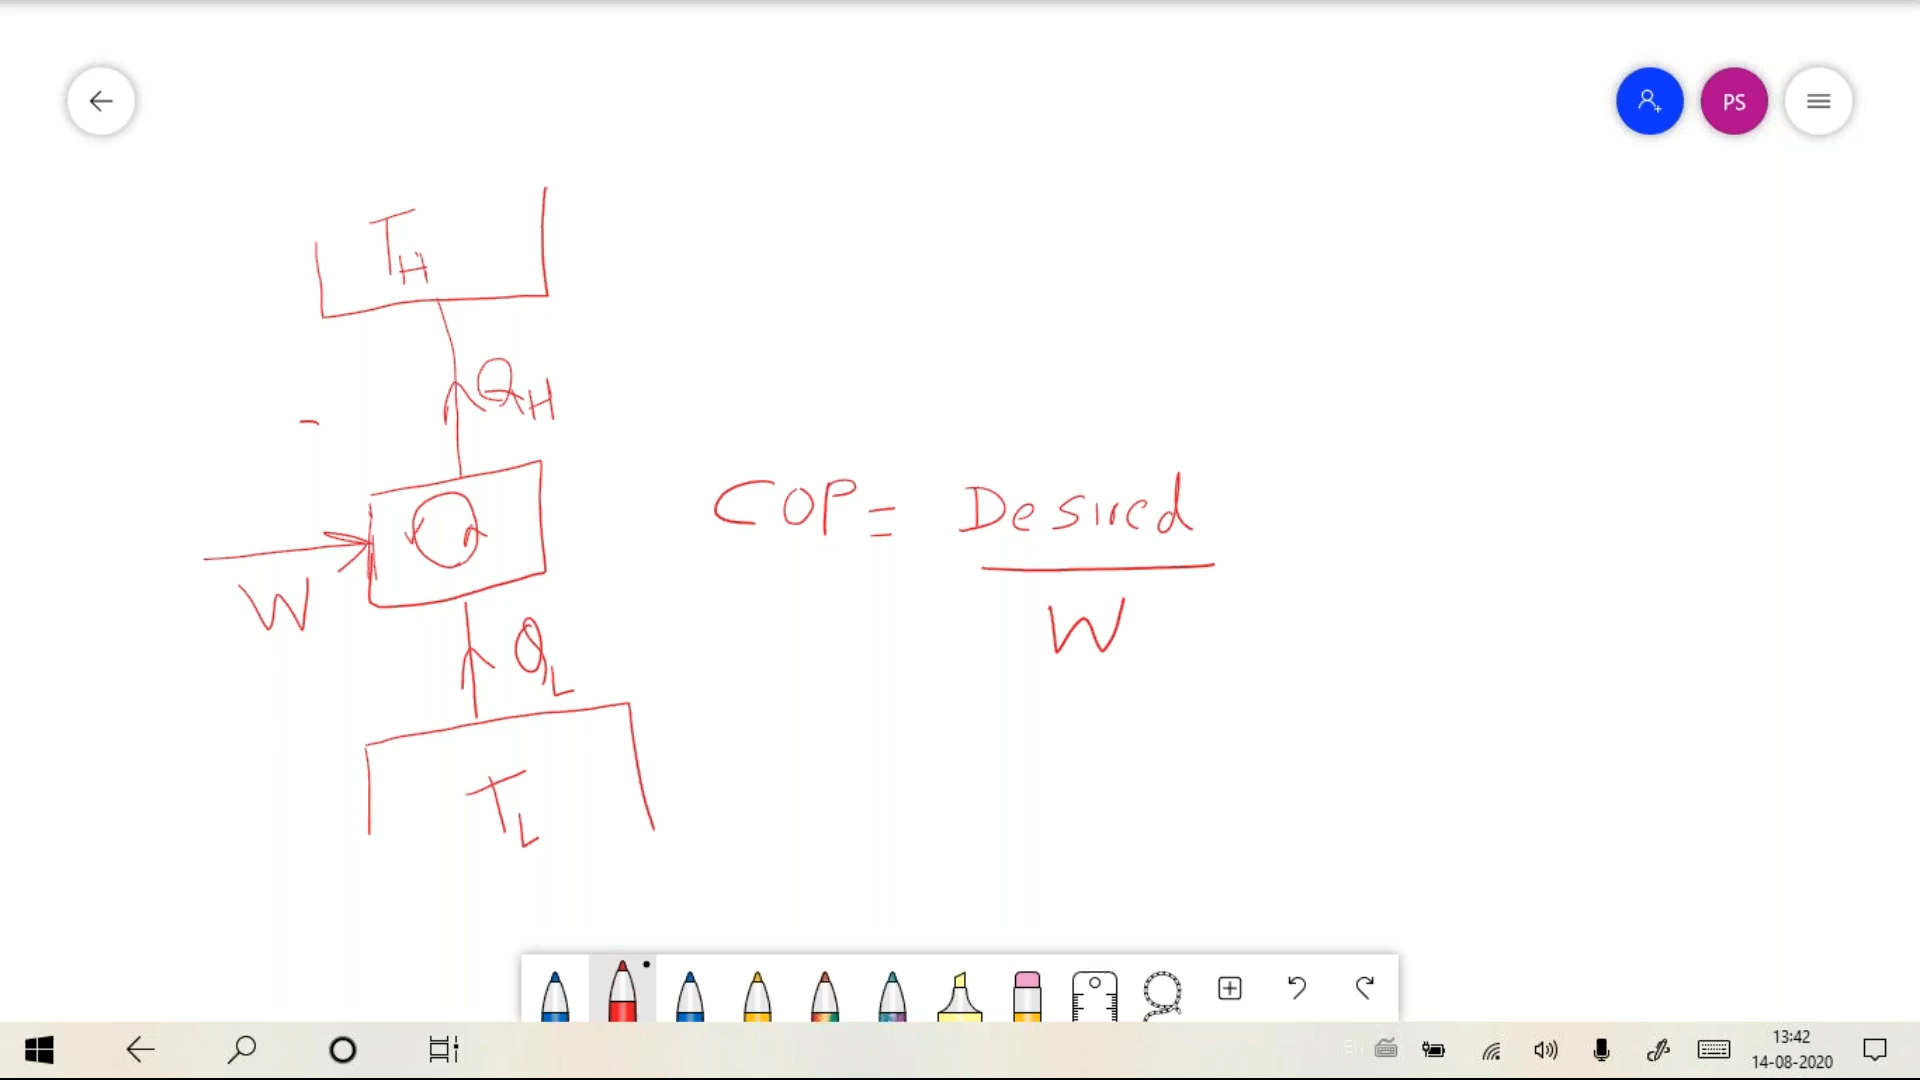 PS
T_H
Q_H
COP = Desired
W
W
Q_L
T_L
13:42
14-08-2020